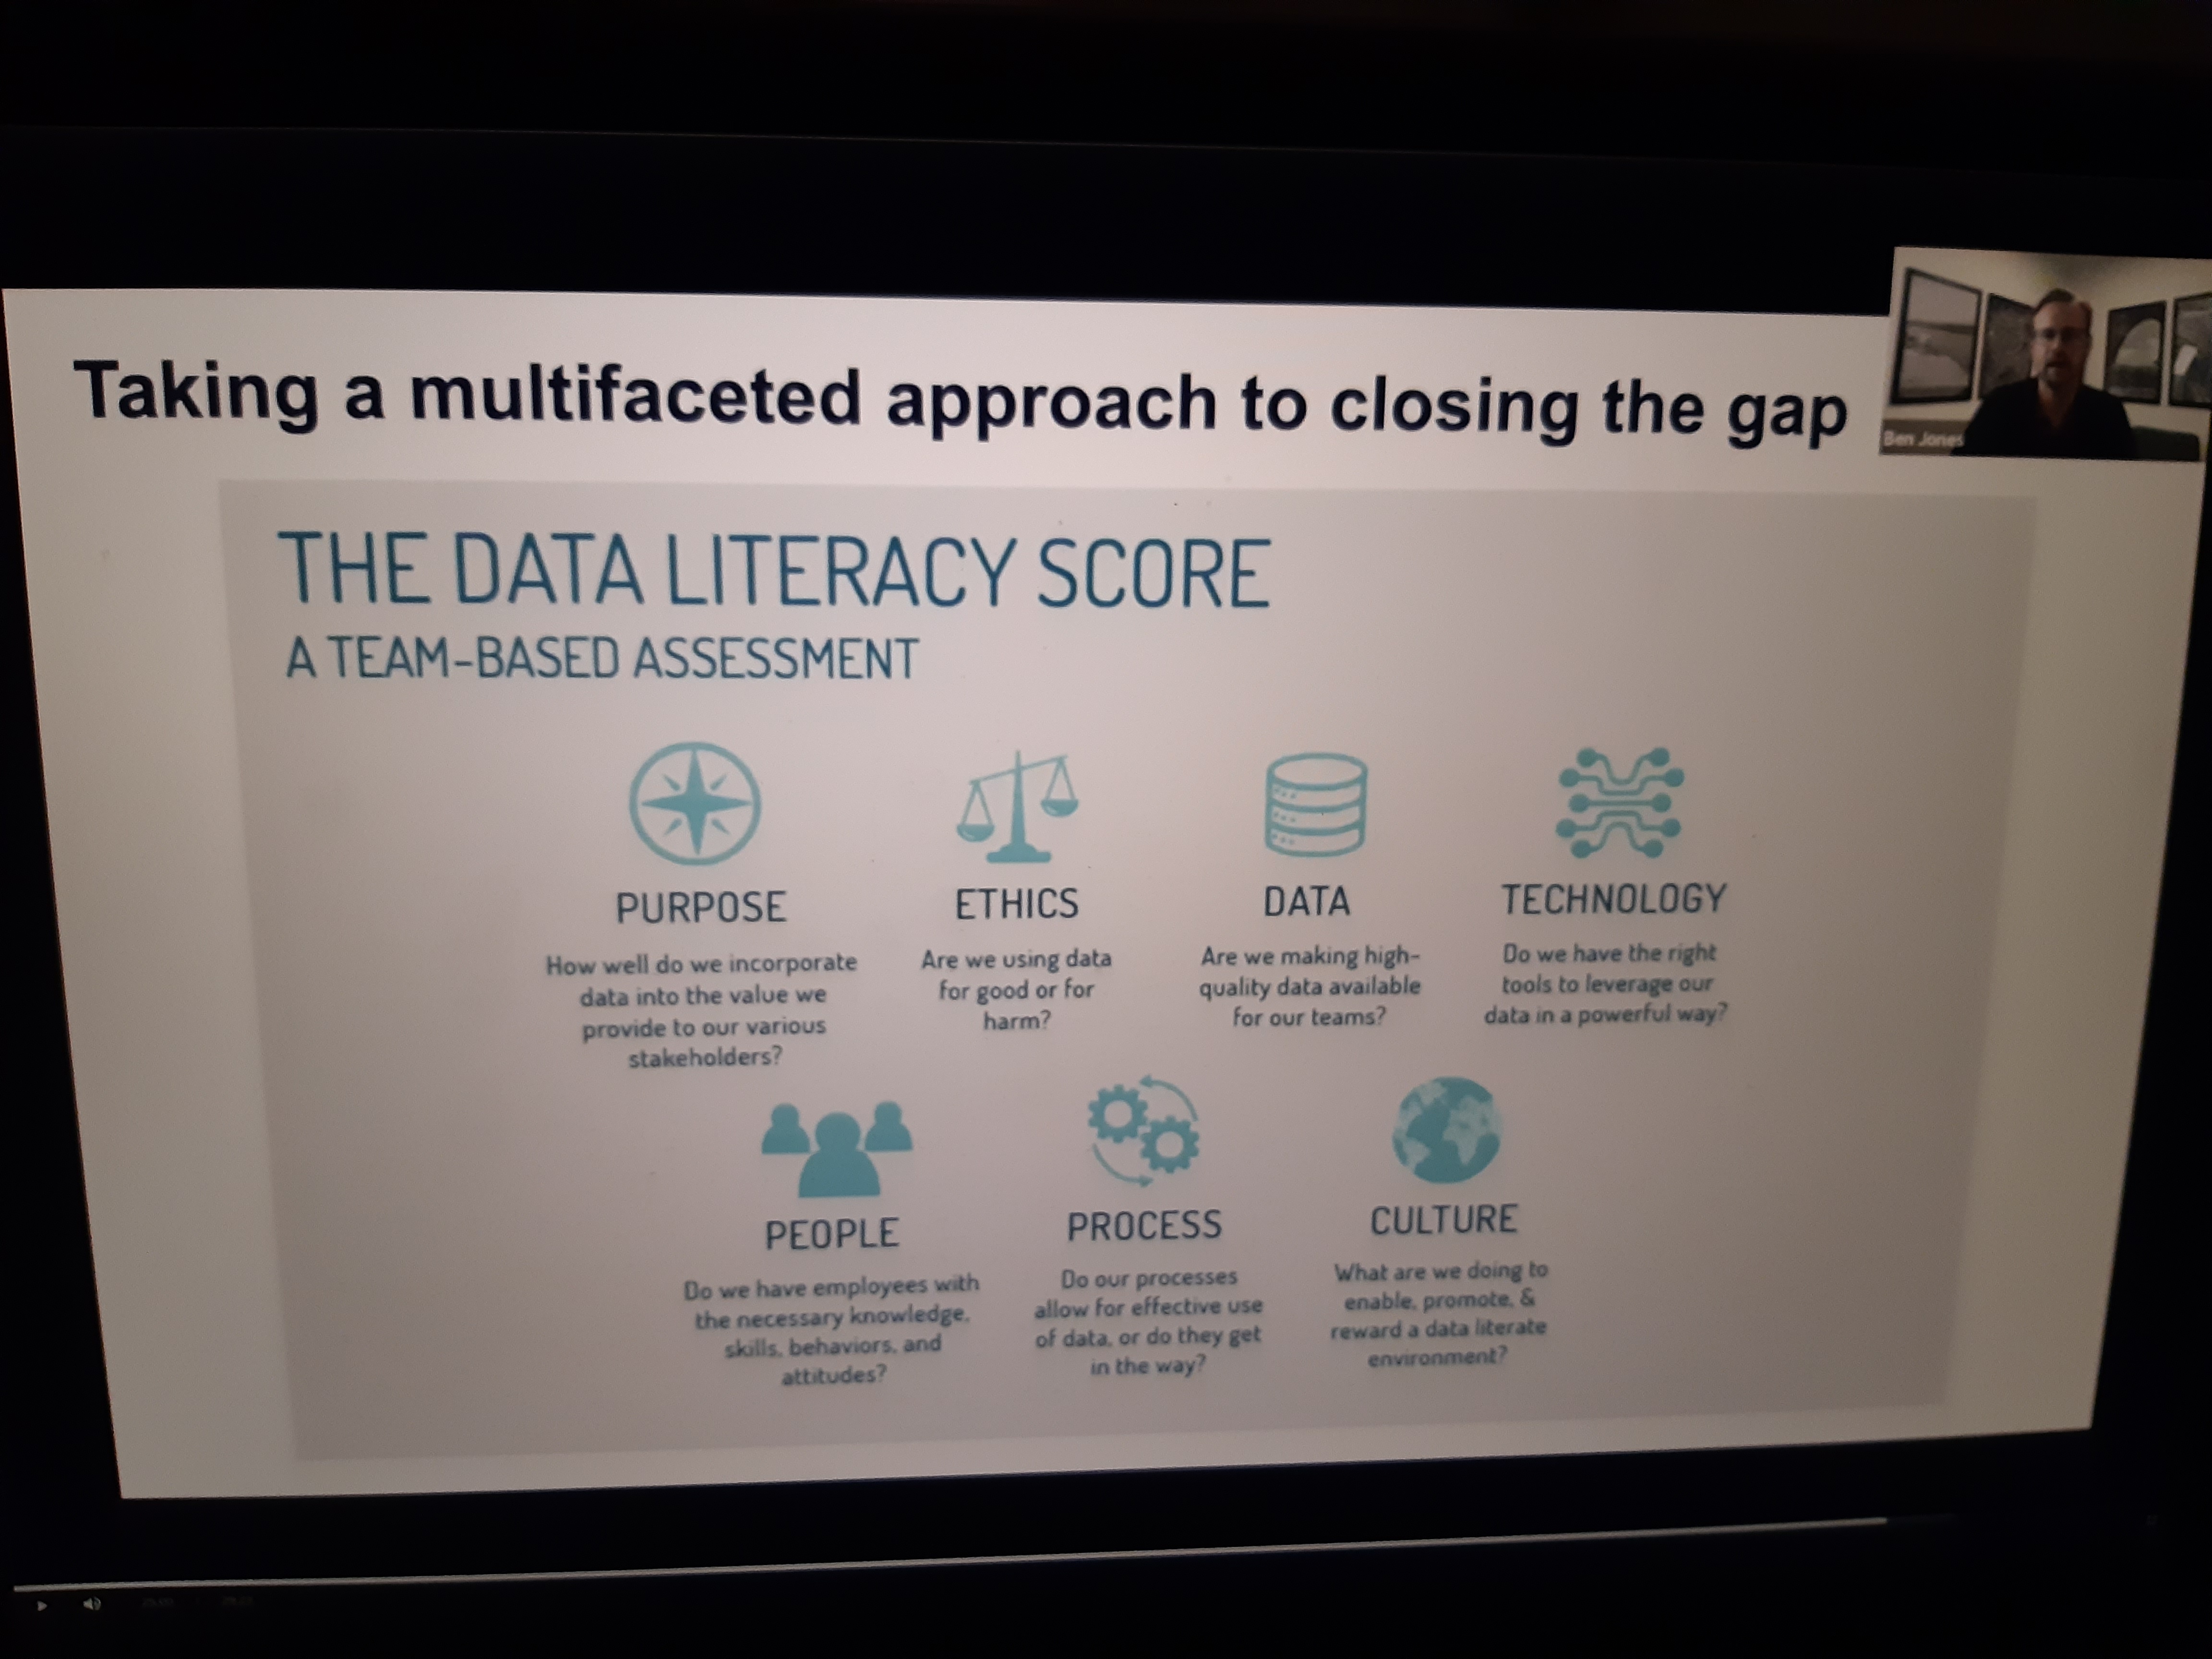 Taking a multifaceted approach to closing the gap
Ben Jones
THE DATA LITERACY SCORE
A TEAM-BASED ASSESSMENT
PURPOSE
How well do we incorporate
data into the value we
provide to our various
stakeholders?
ETHICS
Are we using data
for good or for
harm?
DATA
Are we making high-
quality data available
for our teams?
TECHNOLOGY
Do we have the right
tools to leverage our
data in a powerful way?
PEOPLE
Do we have employees with
the necessary knowledge,
skills, behaviors, and
attitudes?
PROCESS
Do our processes
allow for effective use
of data, or do they get
in the way?
CULTURE
What are we doing to
enable, promote, &
reward a data literate
environment?